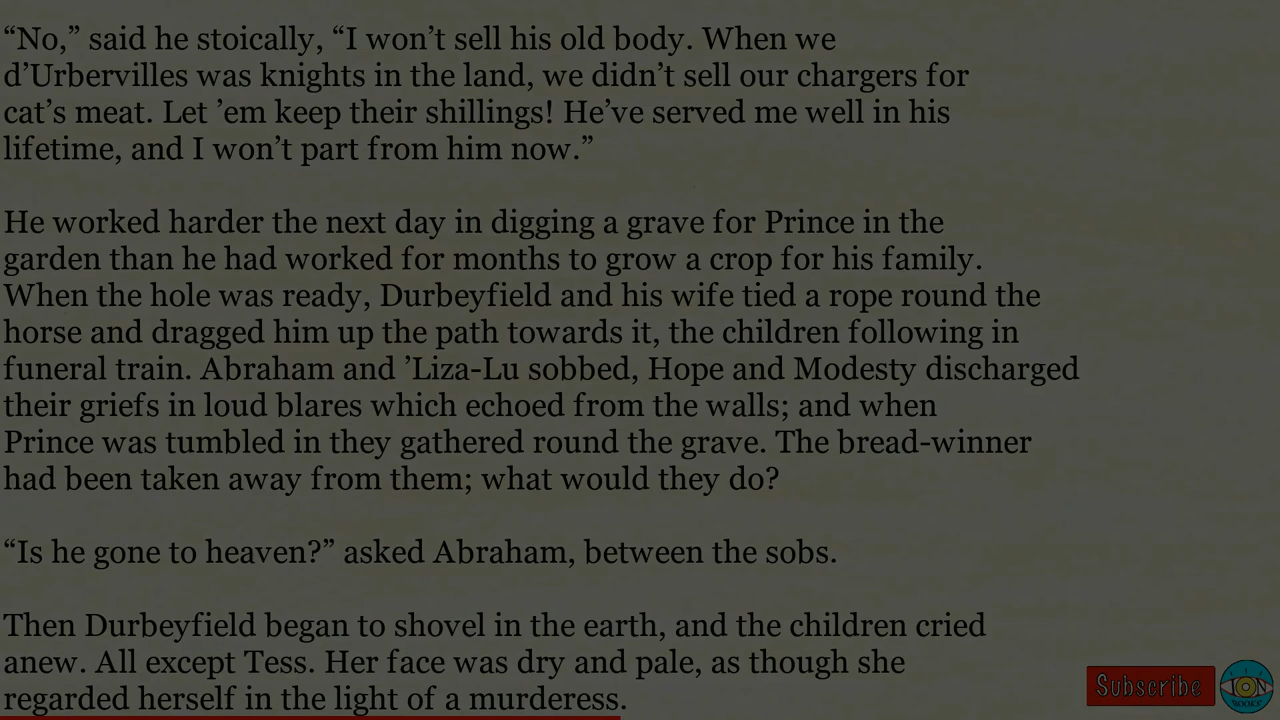 “No,” said he stoically, “I won’t sell his old body. When we
d’Urbervilles was knights in the land, we didn’t sell our chargers for
cat’s meat. Let ’em keep their shillings! He’ve served me well in his
lifetime, and I won’t part from him now.”
He worked harder the next day in digging a grave for Prince in the
garden than he had worked for months to grow a crop for his family.
When the hole was ready, Durbeyfield and his wife tied a rope round the
horse and dragged him up the path towards it, the children following in
funeral train. Abraham and ’Liza-Lu sobbed, Hope and Modesty discharged
their griefs in loud blares which echoed from the walls; and when
Prince was tumbled in they gathered round the grave. The bread-winner
had been taken away from them; what would they do?
“Is he gone to heaven?” asked Abraham, between the sobs.
Then Durbeyfield began to shovel in the earth, and the children cried
anew. All except Tess. Her face was dry and pale, as though she
regarded herself in the light of a murderess.
Subscribe
ION
BOOKS